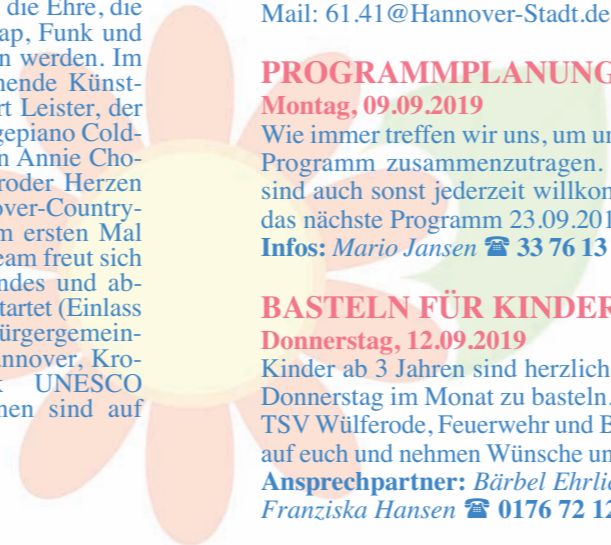 die Ehre, die
ap, Funk und
n werden. Im
ende Künst-
rt Leister, der
gepiano Cold-
n Annie Cho-
roder Herzen
over-Country-
m ersten Mal
eam freut sich
ndes und ab-
tartet (Einlass
ürgergemein-
nnover, Kro-
UNESCO
nen sind auf
Mail: 61.41@Hannover-Stadt.de
PROGRAMMPLANUNG
Montag, 09.09.2019
Wie immer treffen wir uns, um u
Programm zusammenzutragen.
sind auch sonst jederzeit willkom
das nächste Programm 23.09.201
Infos: Mario Jansen ☎ 33 76 13
BASTELN FÜR KINDER
Donnerstag, 12.09.2019
Kinder ab 3 Jahren sind herzlich
Donnerstag im Monat zu basteln.
TSV Wülferode, Feuerwehr und B
auf euch und nehmen Wünsche un
Ansprechpartner: Bärbel Ehrlic
Franziska Hansen ☎ 0176 72 12